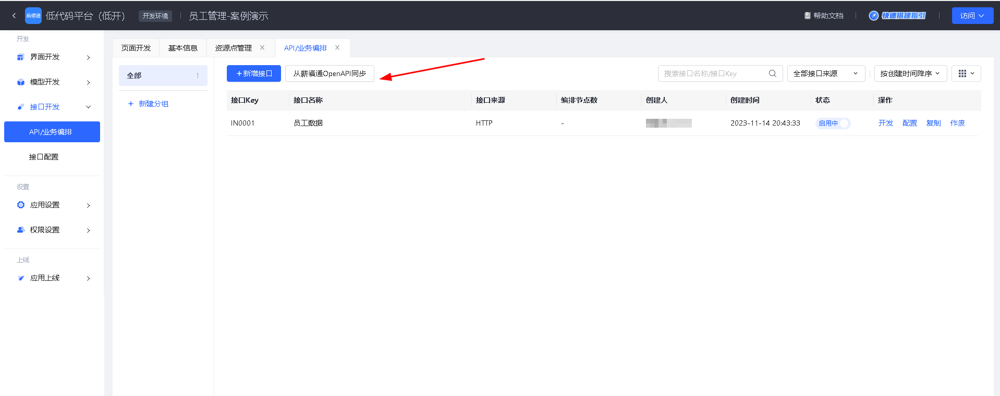 薪福通 低代码平台（低开） 开发环境 员工管理-案例演示 帮助文档 快速搭建指引 访问
开发
界面开发
模型开发
接口开发
API/业务编排
接口配置
设置
应用设置
权限设置
上线
应用上线
页面开发 基本信息 资源点管理 × API/业务编排 ×
全部 1
+ 新建分组
+新增接口 从薪福通OpenAPI同步 搜索接口名称/接口Key 全部接口来源 按创建时间降序
接口Key 接口名称 接口来源 编排节点数 创建人 创建时间 状态 操作
IN0001 员工数据 HTTP - 2023-11-14 20:43:33 启用中 开发 配置 复制 作废